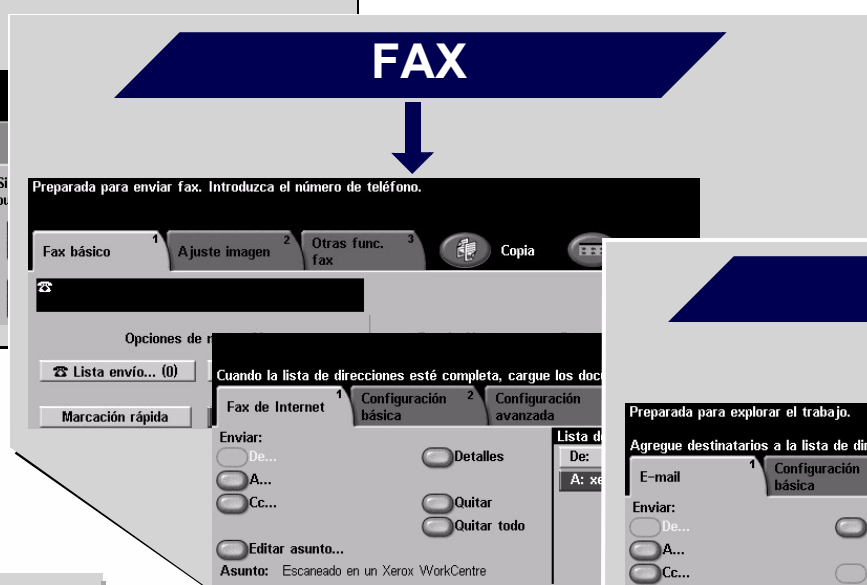 FAX
Preparada para enviar fax. Introduzca el número de teléfono.
Fax básico 1
Ajuste imagen 2
Otras func. 3
fax
Copia
Opciones de
Lista envío... (0)
Marcación rápida
Cuando la lista de direcciones esté completa, cargue los
Fax de Internet 1
Configuración 2
básica
Configuración
avanzada
Enviar:
De...
A...
Cc...
Editar asunto...
Asunto: Escaneado en un Xerox WorkCentre
Detalles
Quitar
Quitar todo
Lista
De:
A:
Preparada para explorar el trabajo.
Agregue destinatarios a la lista de
E-mail 1
Configuración
básica
Enviar:
De...
A...
Cc...